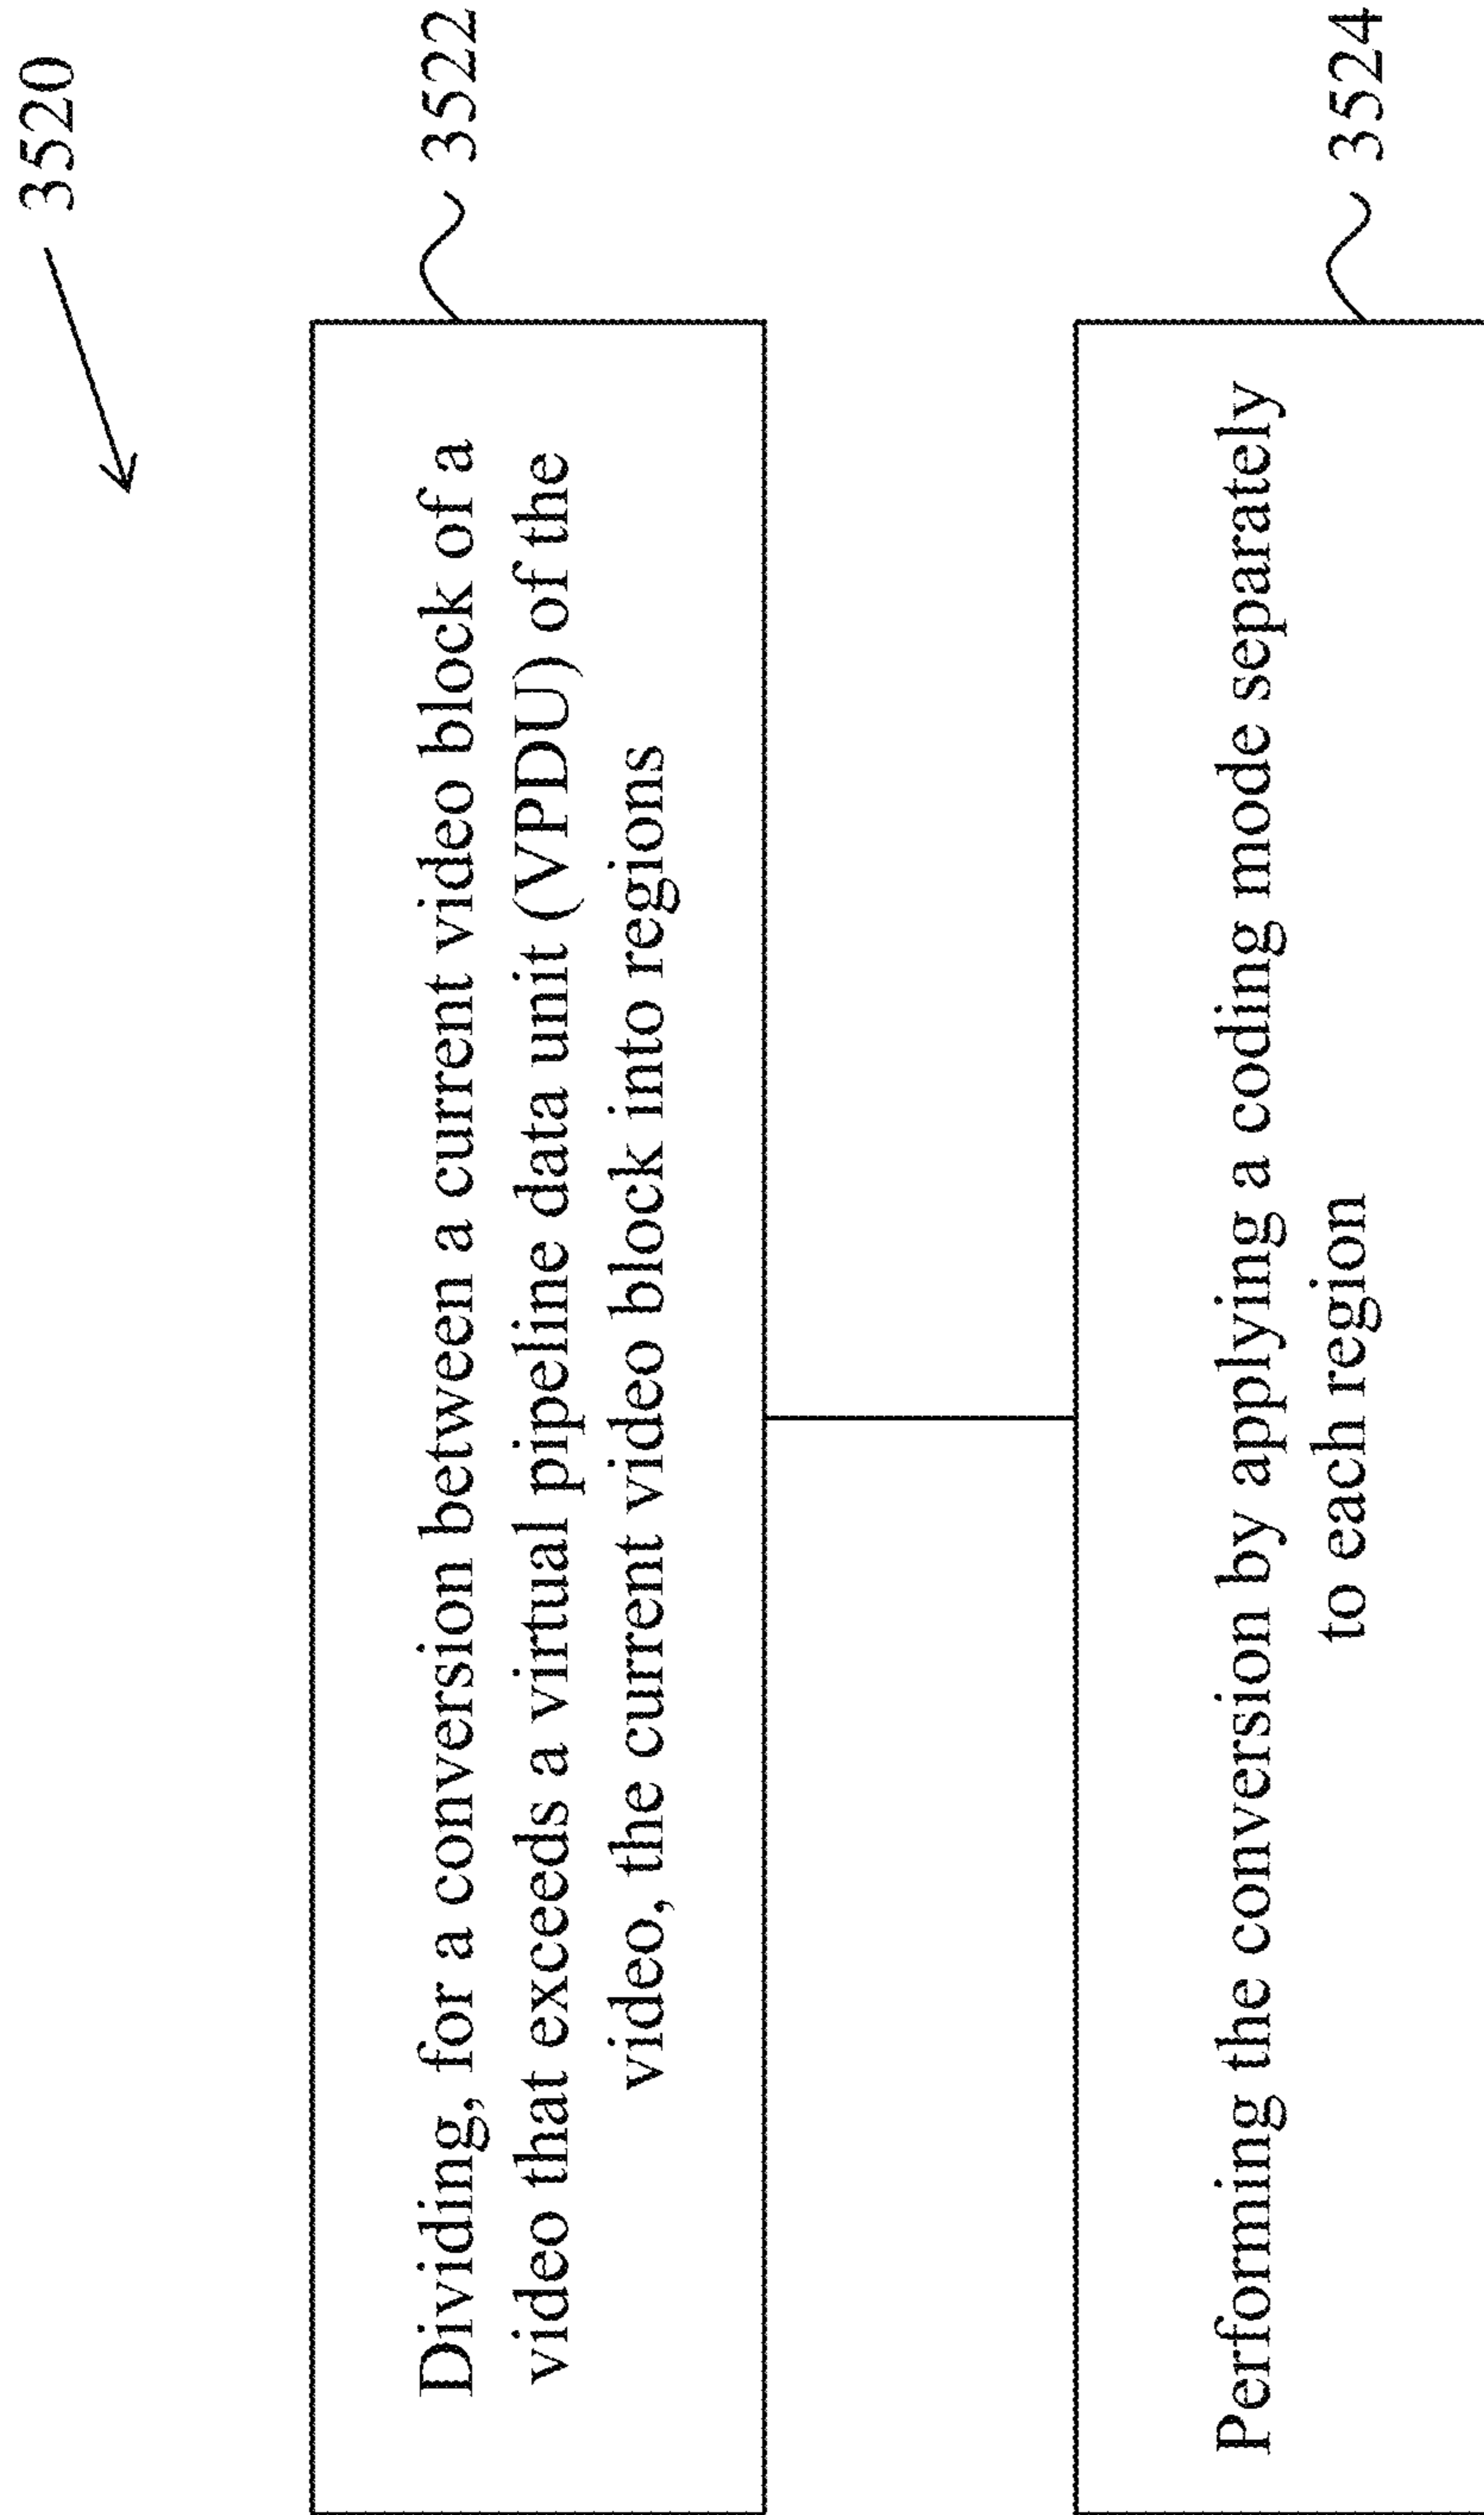 3520
Dividing, for a conversion between a current video block of a
video that exceeds a virtual pipeline data unit (VPDU) of the
video, the current video block into regions
3522
Performing the conversion by applying a coding mode separately
to each region
3524